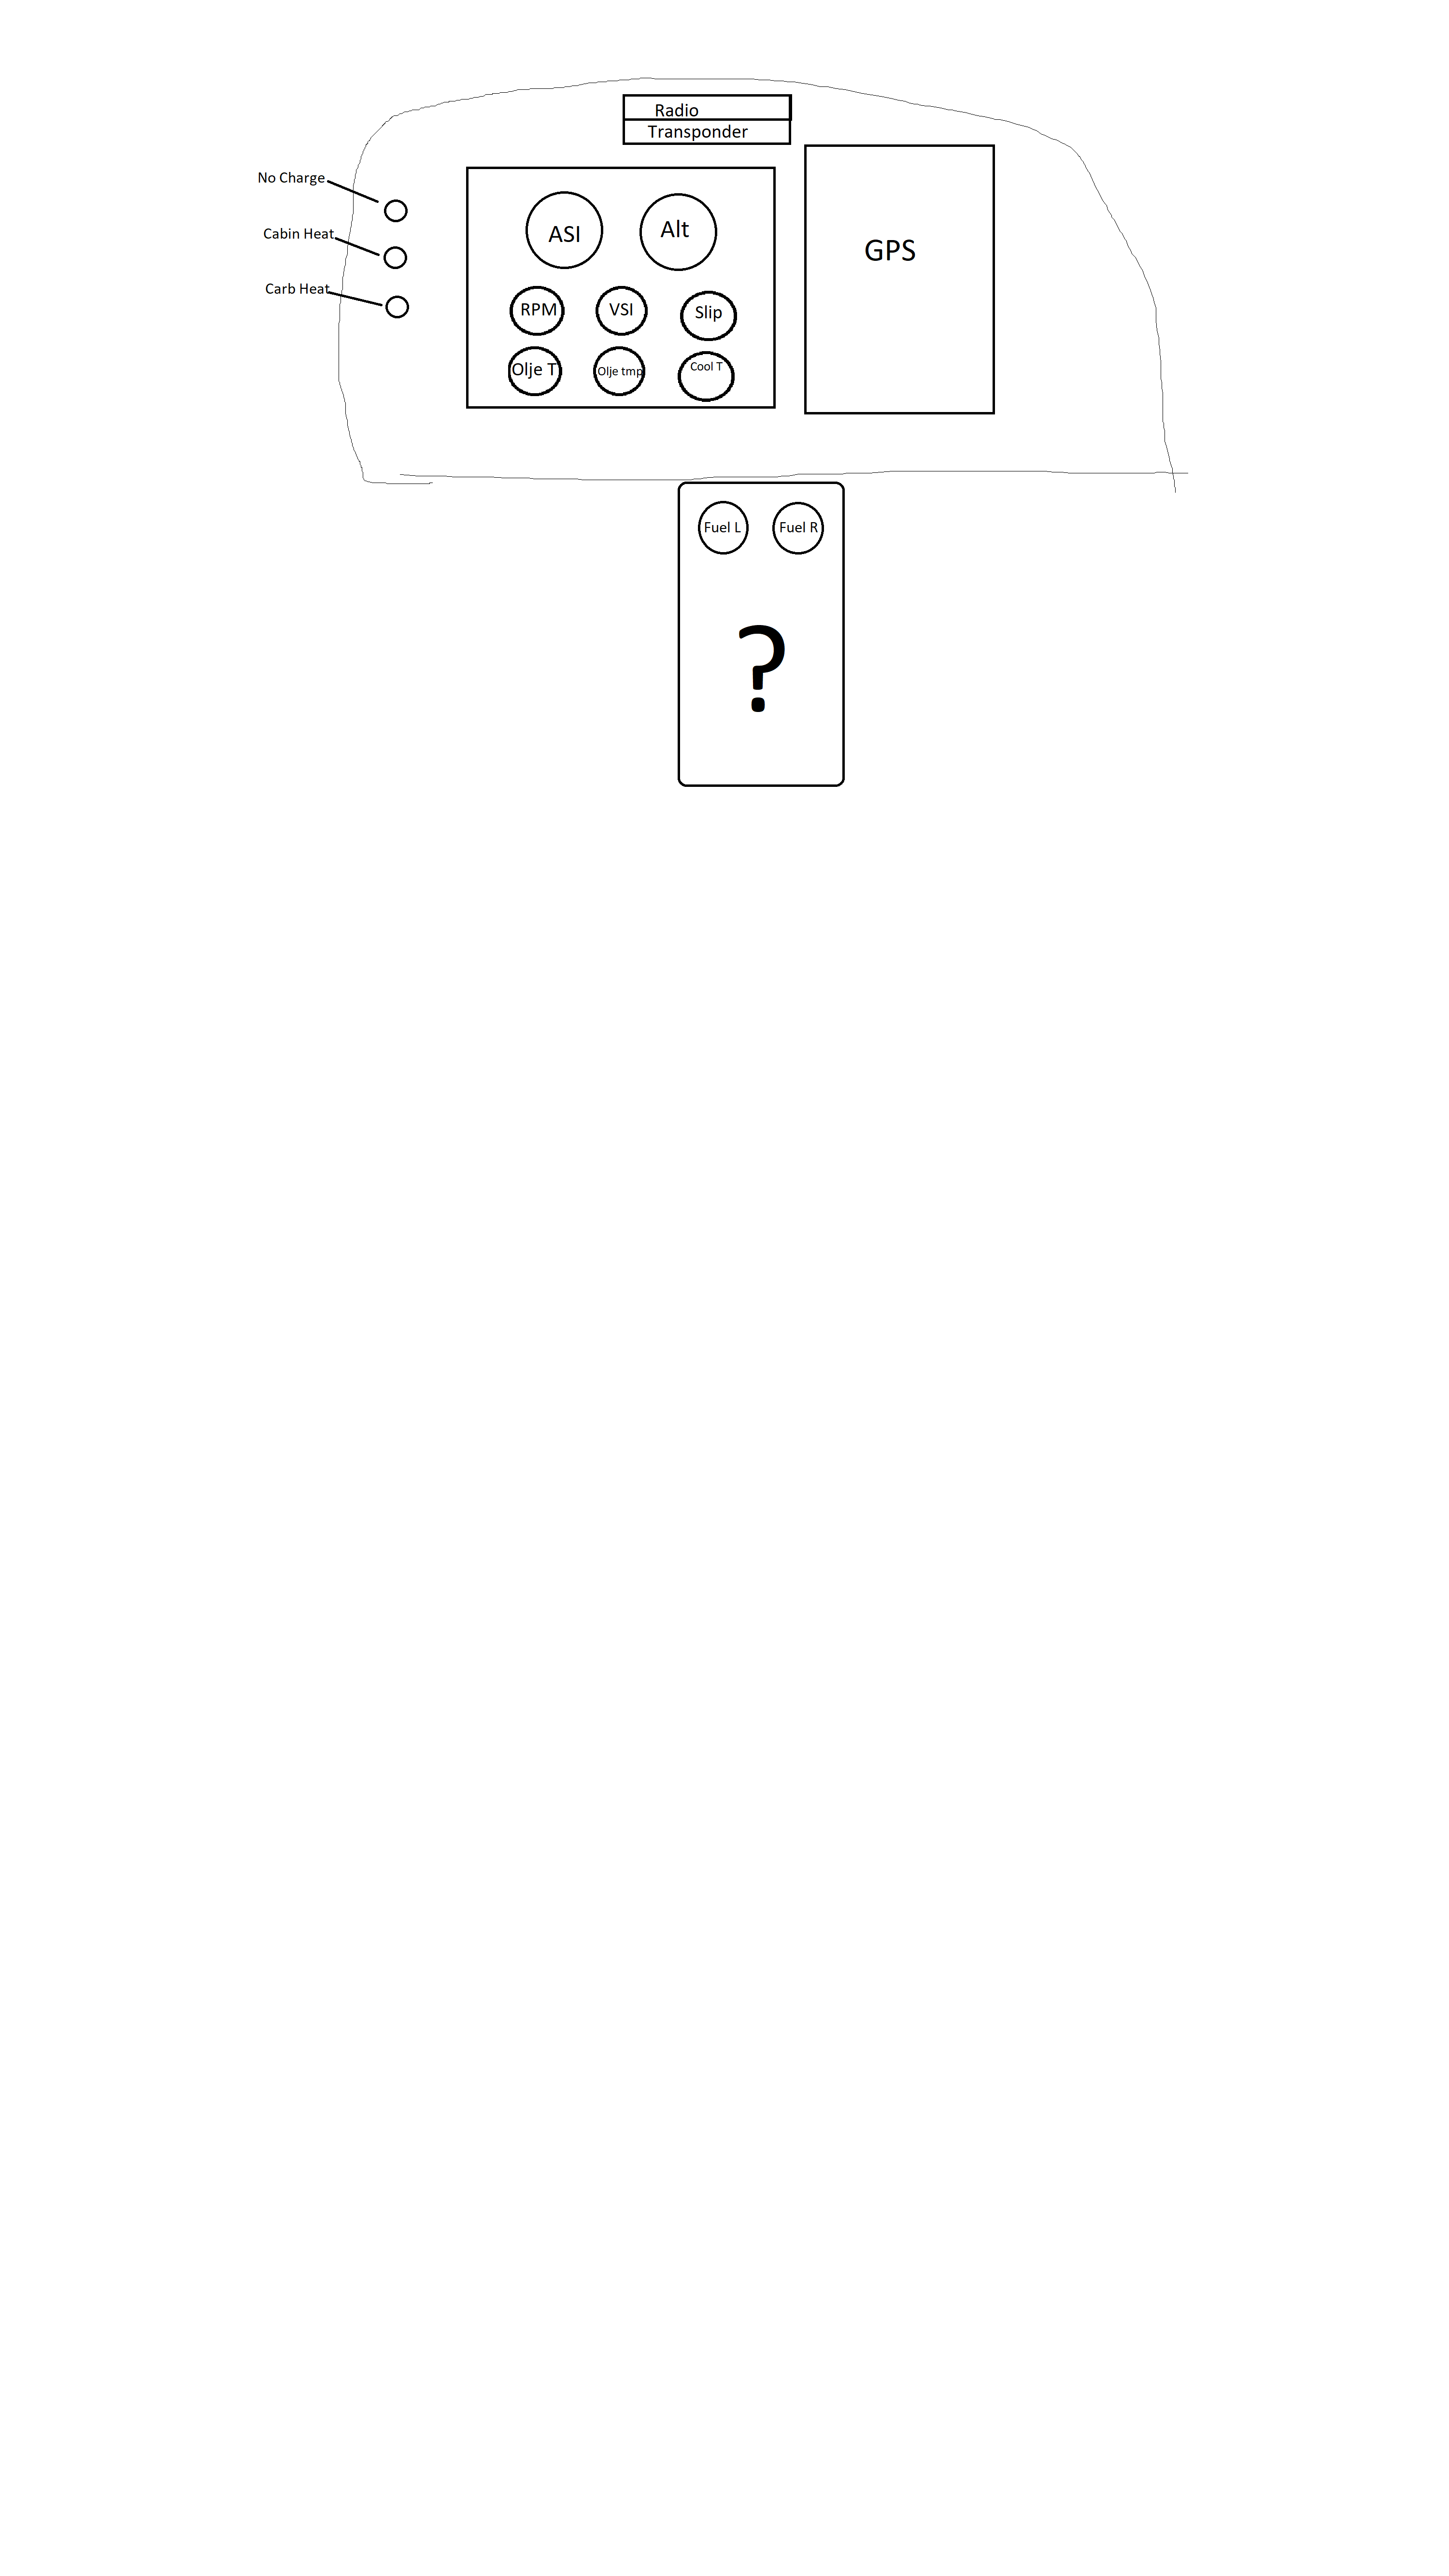 Radio
Transponder
No Charge
Cabin Heat
Carb Heat
ASI
Alt
GPS
RPM
VSI
Slip
Olje T
Olje tmp
Cool T
Fuel L
Fuel R
?